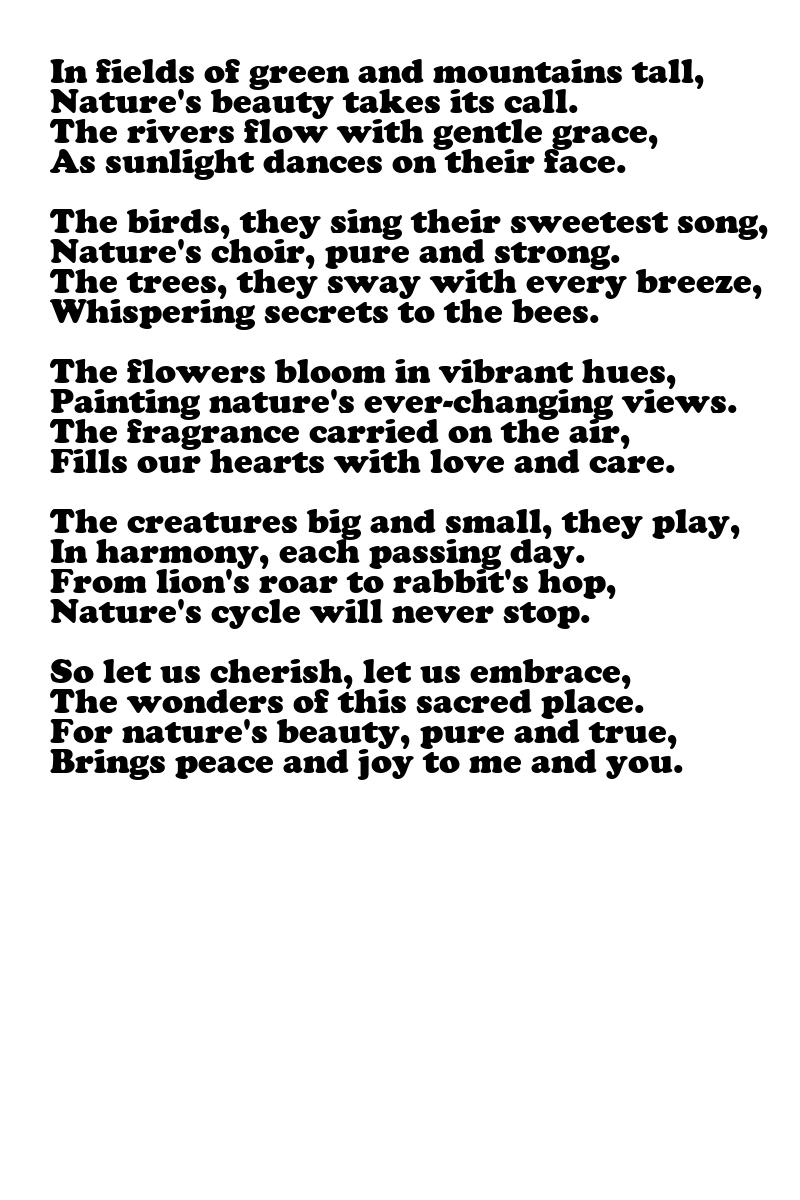 In fields of green and mountains tall,
Nature's beauty takes its call.
The rivers flow with gentle grace,
As sunlight dances on their face.

The birds, they sing their sweetest song,
Nature's choir, pure and strong.
The trees, they sway with every breeze,
Whispering secrets to the bees.

The flowers bloom in vibrant hues,
Painting nature's ever-changing views.
The fragrance carried on the air,
Fills our hearts with love and care.

The creatures big and small, they play,
In harmony, each passing day.
From lion's roar to rabbit's hop,
Nature's cycle will never stop.

So let us cherish, let us embrace,
The wonders of this sacred place.
For nature's beauty, pure and true,
Brings peace and joy to me and you.